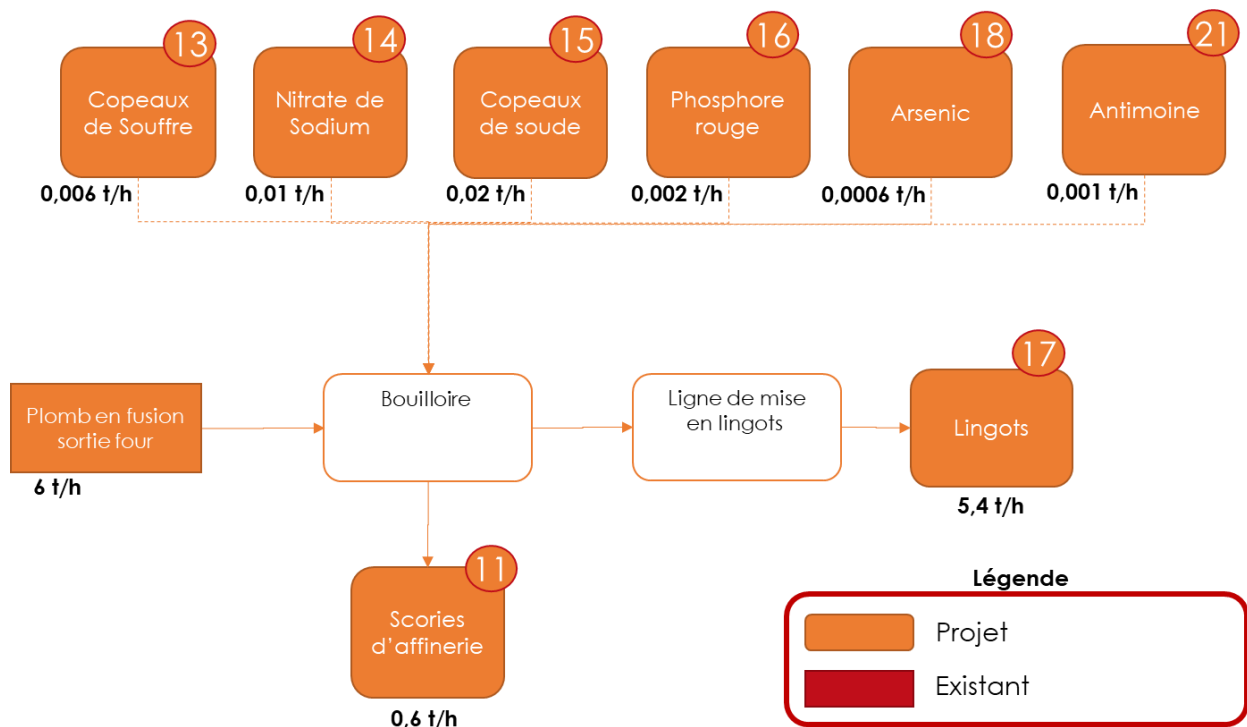 13
14
15
16
18
21
Copeaux
de Souffre
Nitrate de
Sodium
Copeaux
de soude
Phosphore
rouge
Arsenic
Antimoine
0,006 t/h
0,01 t/h
0,02 t/h
0,002 t/h
0,0006 t/h
0,001 t/h
Plomb en fusion
sortie four
6 t/h
Bouilloire
Ligne de mise
en lingots
17
Lingots
5,4 t/h
11
Scories
d'affinerie
0,6 t/h
Légende
Projet
Existant